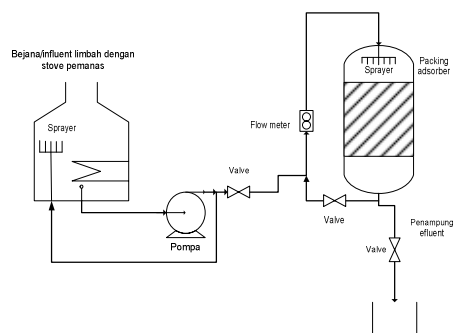 Bejana/influent limbah dengan
stove pemanas
Sprayer
Sprayer
Packing
adsorber
Flow meter
Valve
Pompa
Valve
Penampung
efluent
Valve